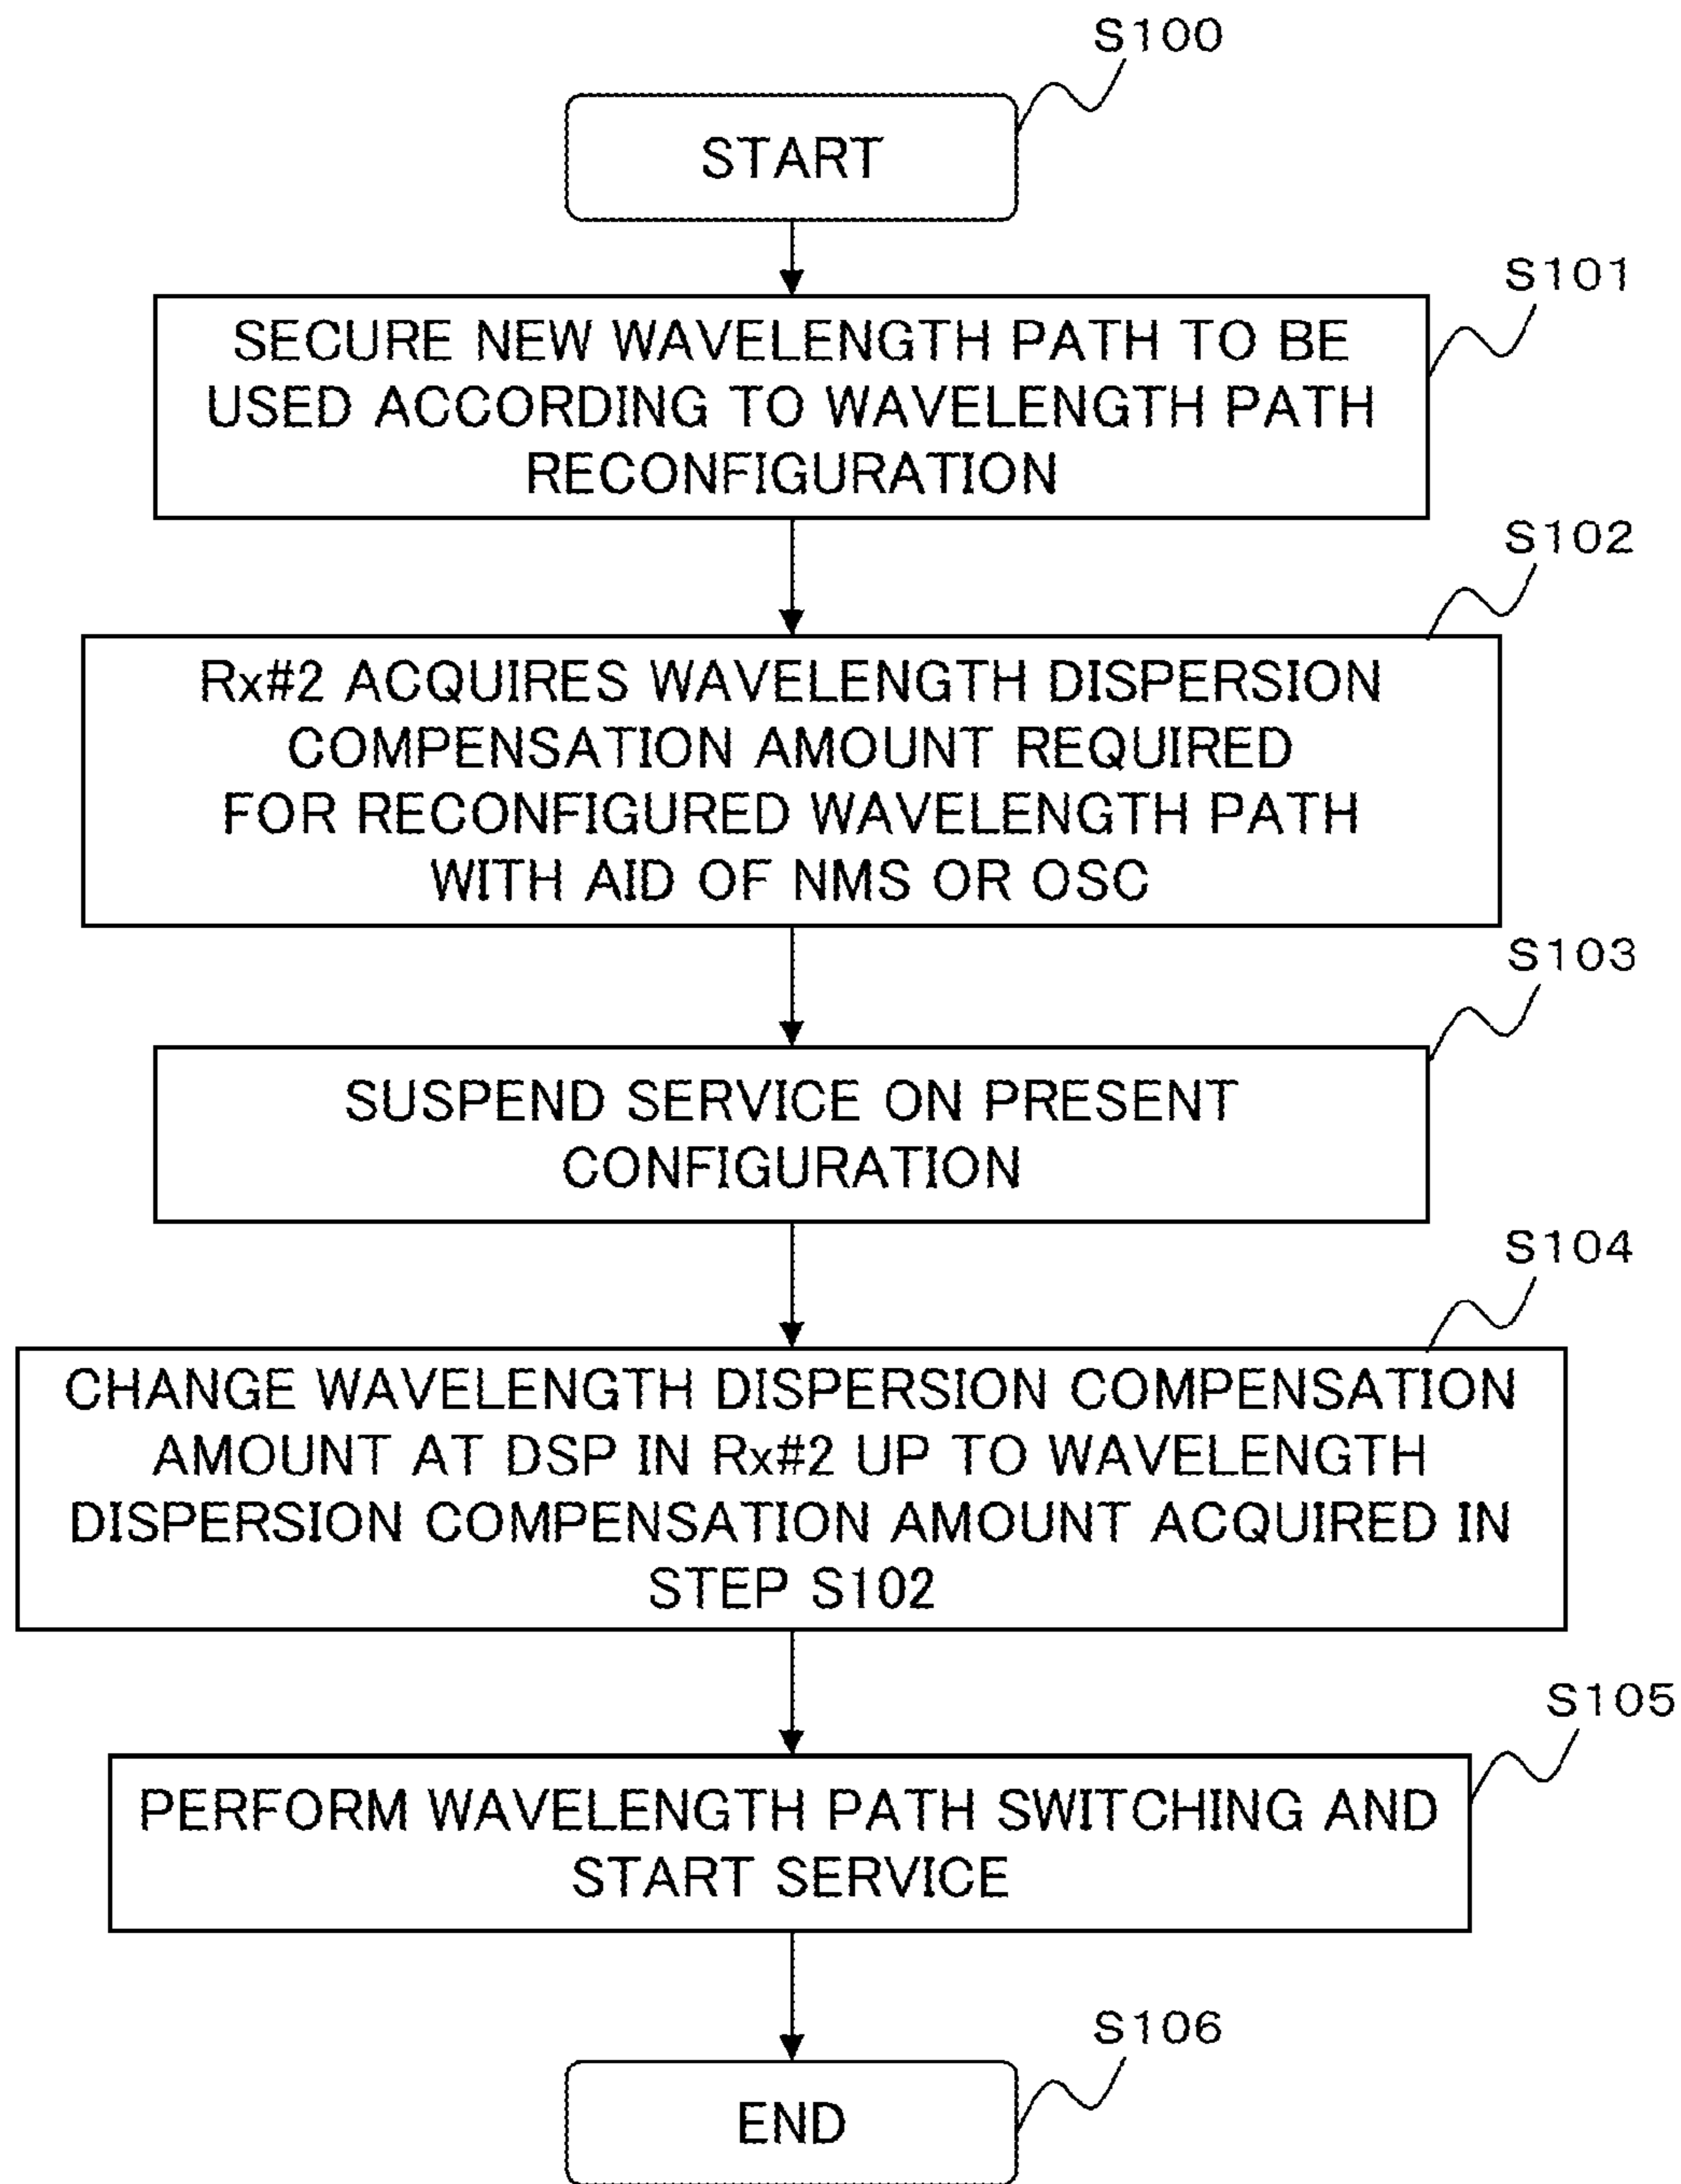 S100
START
S101
SECURE NEW WAVELENGTH PATH TO BE
USED ACCORDING TO WAVELENGTH PATH
RECONFIGURATION
S102
Rx#2 ACQUIRES WAVELENGTH DISPERSION
COMPENSATION AMOUNT REQUIRED
FOR RECONFIGURED WAVELENGTH PATH
WITH AID OF NMS OR OSC
S103
SUSPEND SERVICE ON PRESENT
CONFIGURATION
S104
CHANGE WAVELENGTH DISPERSION COMPENSATION
AMOUNT AT DSP IN Rx#2 UP TO WAVELENGTH
DISPERSION COMPENSATION AMOUNT ACQUIRED IN
STEP S102
S105
PERFORM WAVELENGTH PATH SWITCHING AND
START SERVICE
S106
END